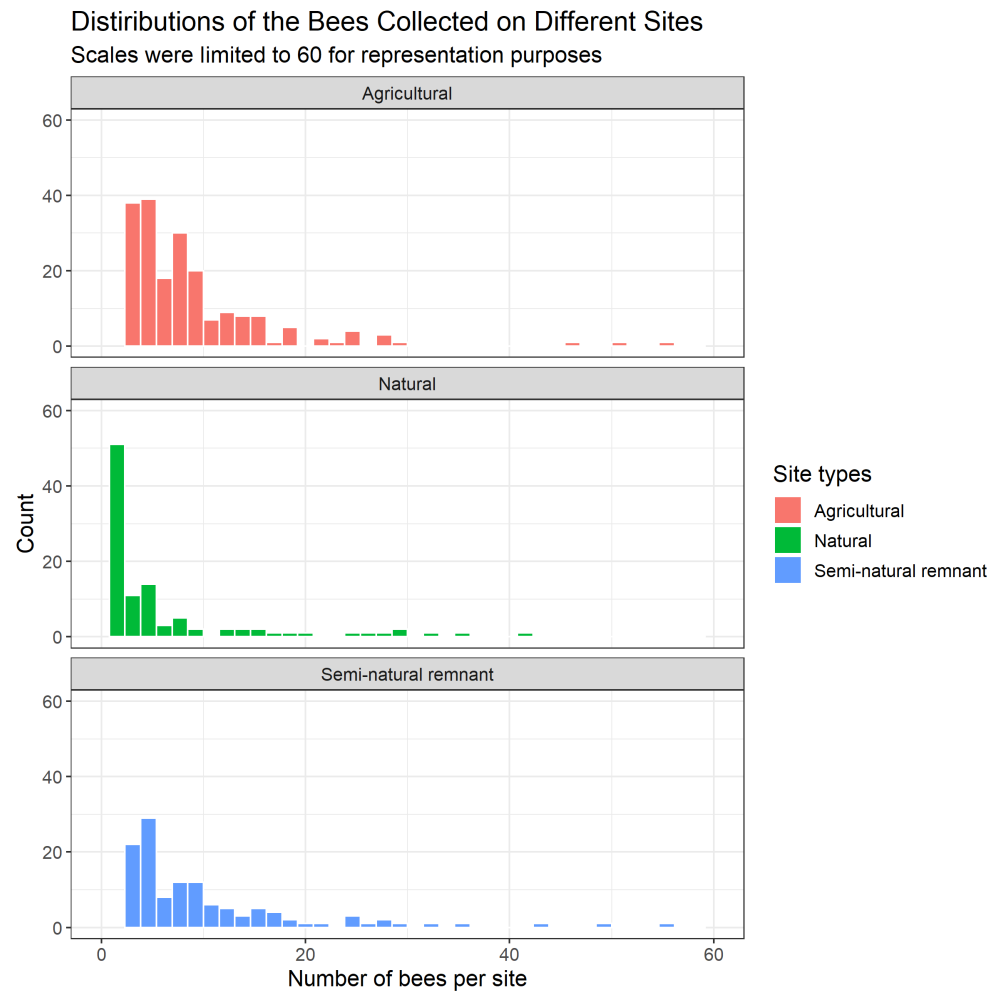 Distiributions of the Bees Collected on Different Sites
Scales were limited to 60 for representation purposes
Agricultural
60
40
20
0
Natural
60
40
20
0
Count
Semi-natural remnant
60
40
20
0
0 20 40 60
Number of bees per site
Site types
Agricultural
Natural
Semi-natural remnant